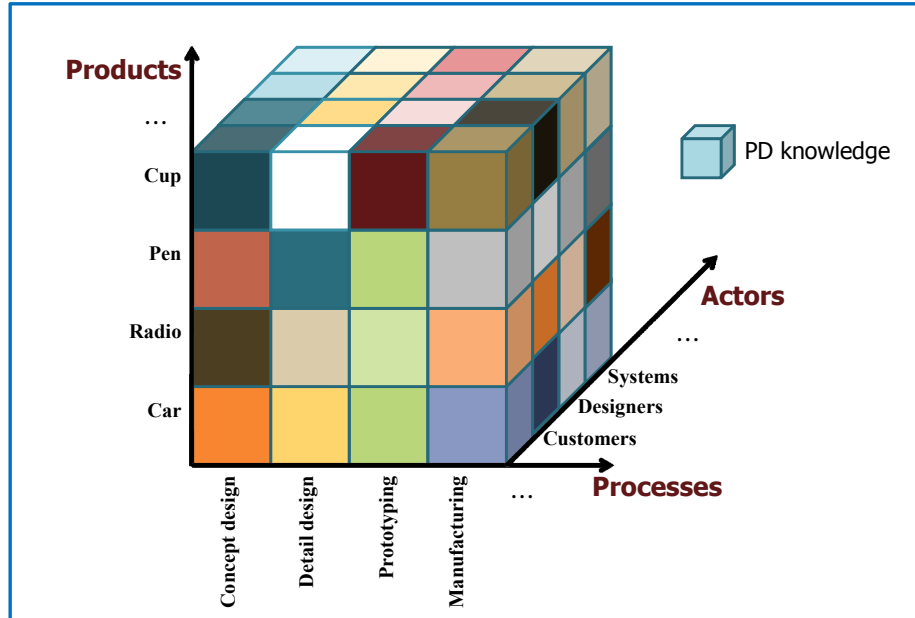 Products
…
Cup
Pen
Radio
Car
PD knowledge
Actors
…
Systems
Designers
Customers
…
Processes
Concept design
Detail design
Prototyping
Manufacturing